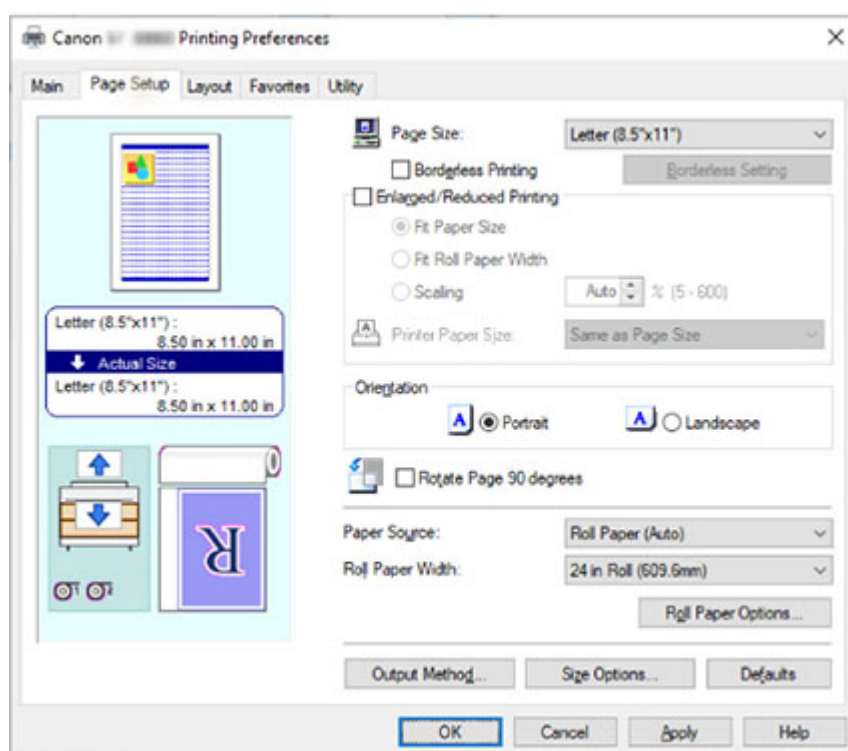 Canon Printing Preferences
Main Page Setup Layout Favorites Utility
Page Size: Letter (8.5"x11")
Borderless Printing Borderless Setting
Enlarged/Reduced Printing
Fit Paper Size
Fit Roll Paper Width
Scaling Auto % (5 - 600)
Printer Paper Size: Same as Page Size
Letter (8.5"x11") :
8.50 in x 11.00 in
Actual Size
Letter (8.5"x11") :
8.50 in x 11.00 in
Orientation
A Portrait A Landscape
Rotate Page 90 degrees
R
Paper Source: Roll Paper (Auto)
Roll Paper Width: 24 in Roll (609.6mm)
Roll Paper Options...
Output Method... Size Options... Defaults
OK Cancel Apply Help